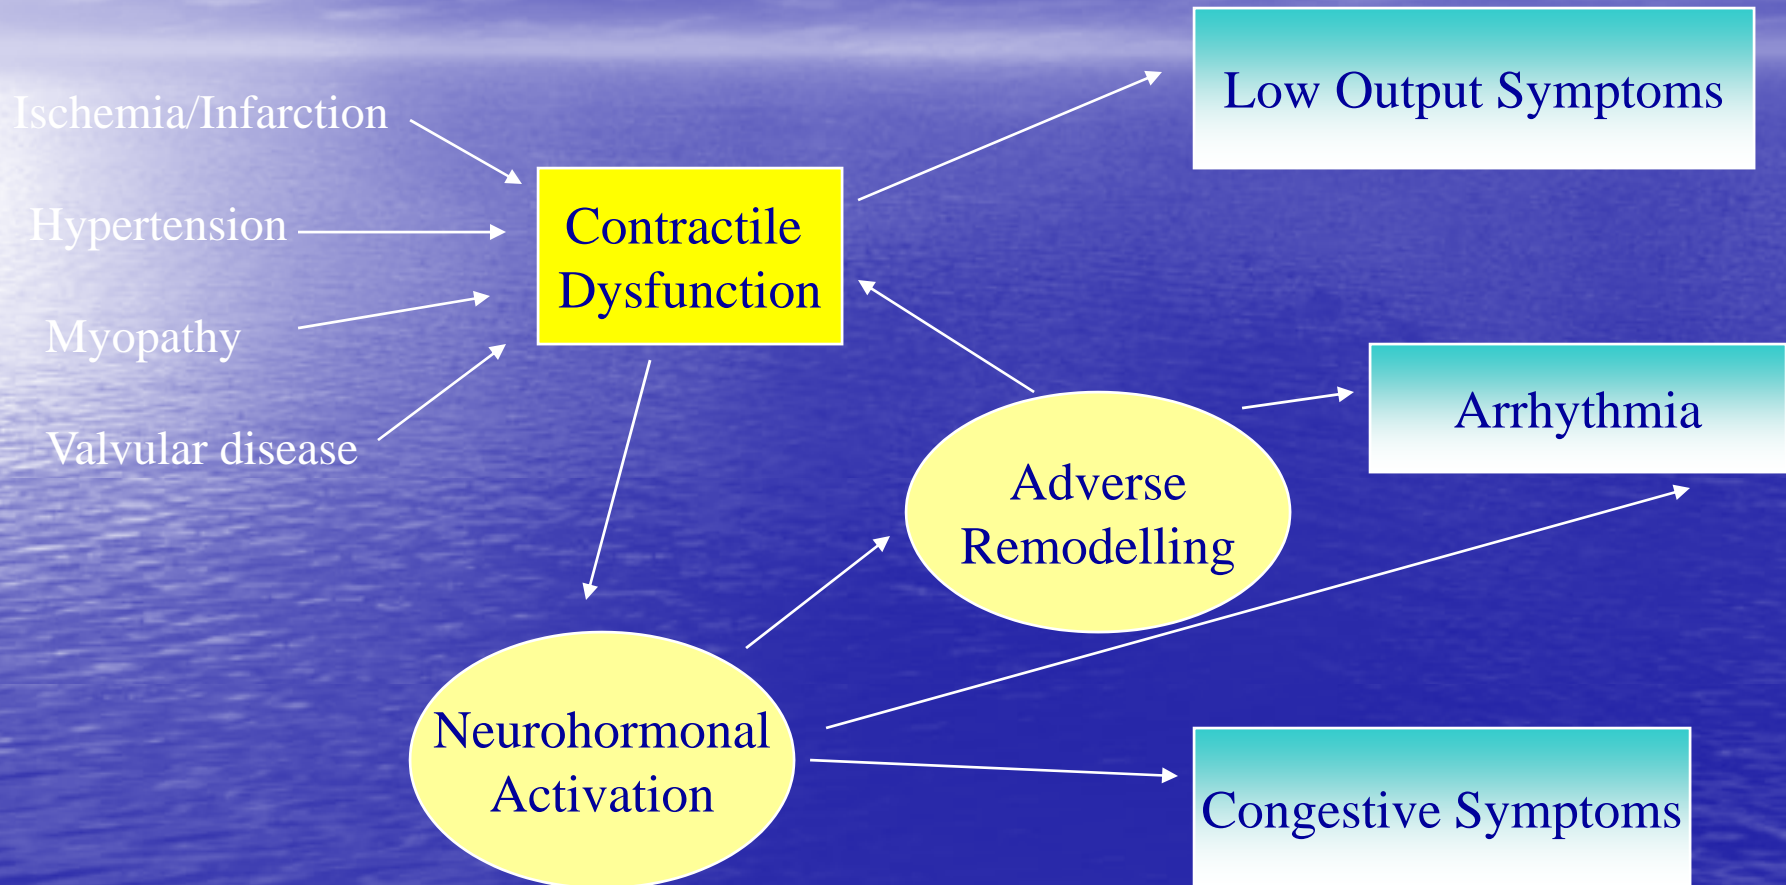 Low Output Symptoms
Ischemia/Infarction
Hypertension
Contractile
Dysfunction
Myopathy
Valvular disease
Arrhythmia
Adverse
Remodelling
Neurohormonal
Activation
Congestive Symptoms